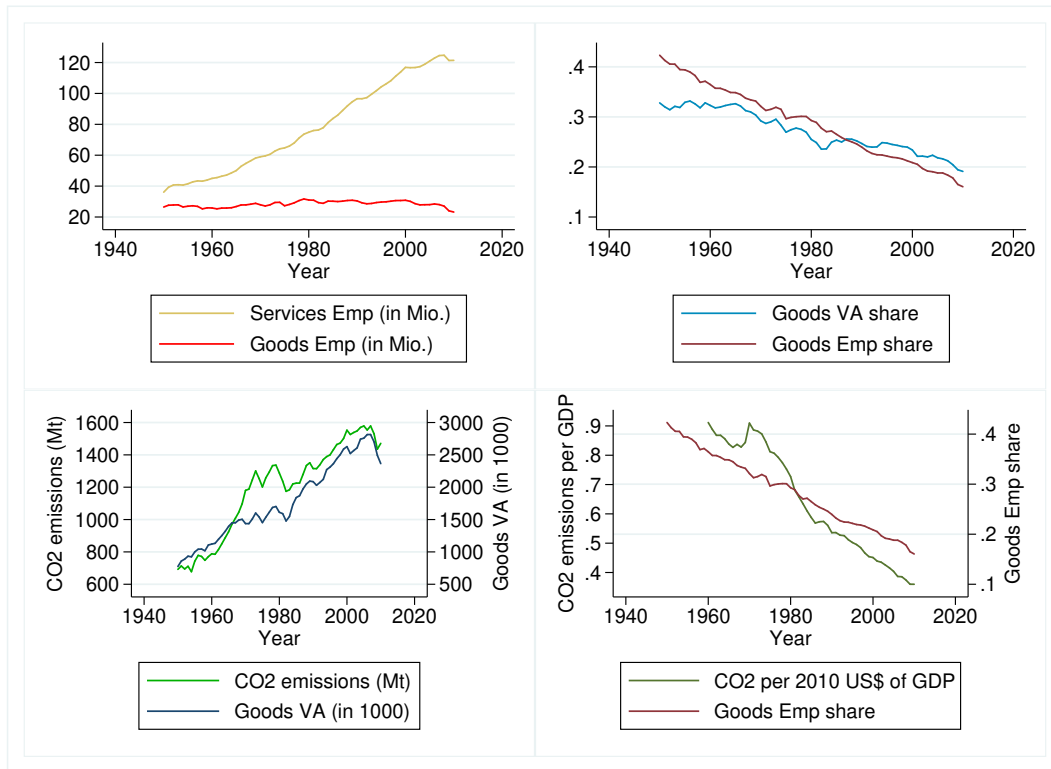 120
100
80
60
40
20
1940 1960 1980 2000 2020
Year
Services Emp (in Mio.)
Goods Emp (in Mio.)
.4
.3
.2
.1
1940 1960 1980 2000 2020
Year
Goods VA share
Goods Emp share
CO2 emissions (Mt)
1600
1400
1200
1000
800
600
3000
2500
2000
1500
1000
500
Goods VA (in 1000)
1940 1960 1980 2000 2020
Year
CO2 emissions (Mt)
Goods VA (in 1000)
CO2 emissions per GDP
.9
.8
.7
.6
.5
.4
.4
.3
.2
.1
Goods Emp share
1940 1960 1980 2000 2020
Year
CO2 per 2010 US$ of GDP
Goods Emp share